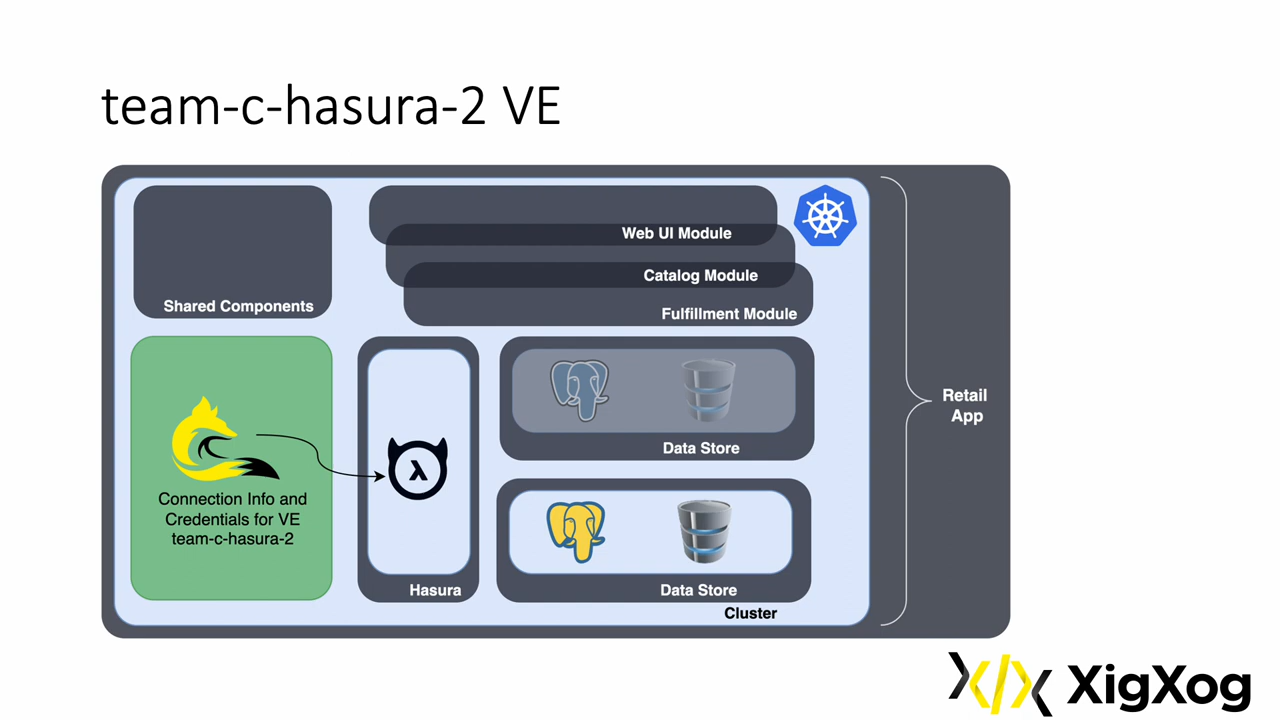 team-c-hasura-2 VE
Web UI Module
Catalog Module
Shared Components
Fulfillment Module
Connection Info and
Credentials for VE
team-c-hasura-2
λ
Hasura
Data Store
Data Store
Cluster
Retail
App
XigXog